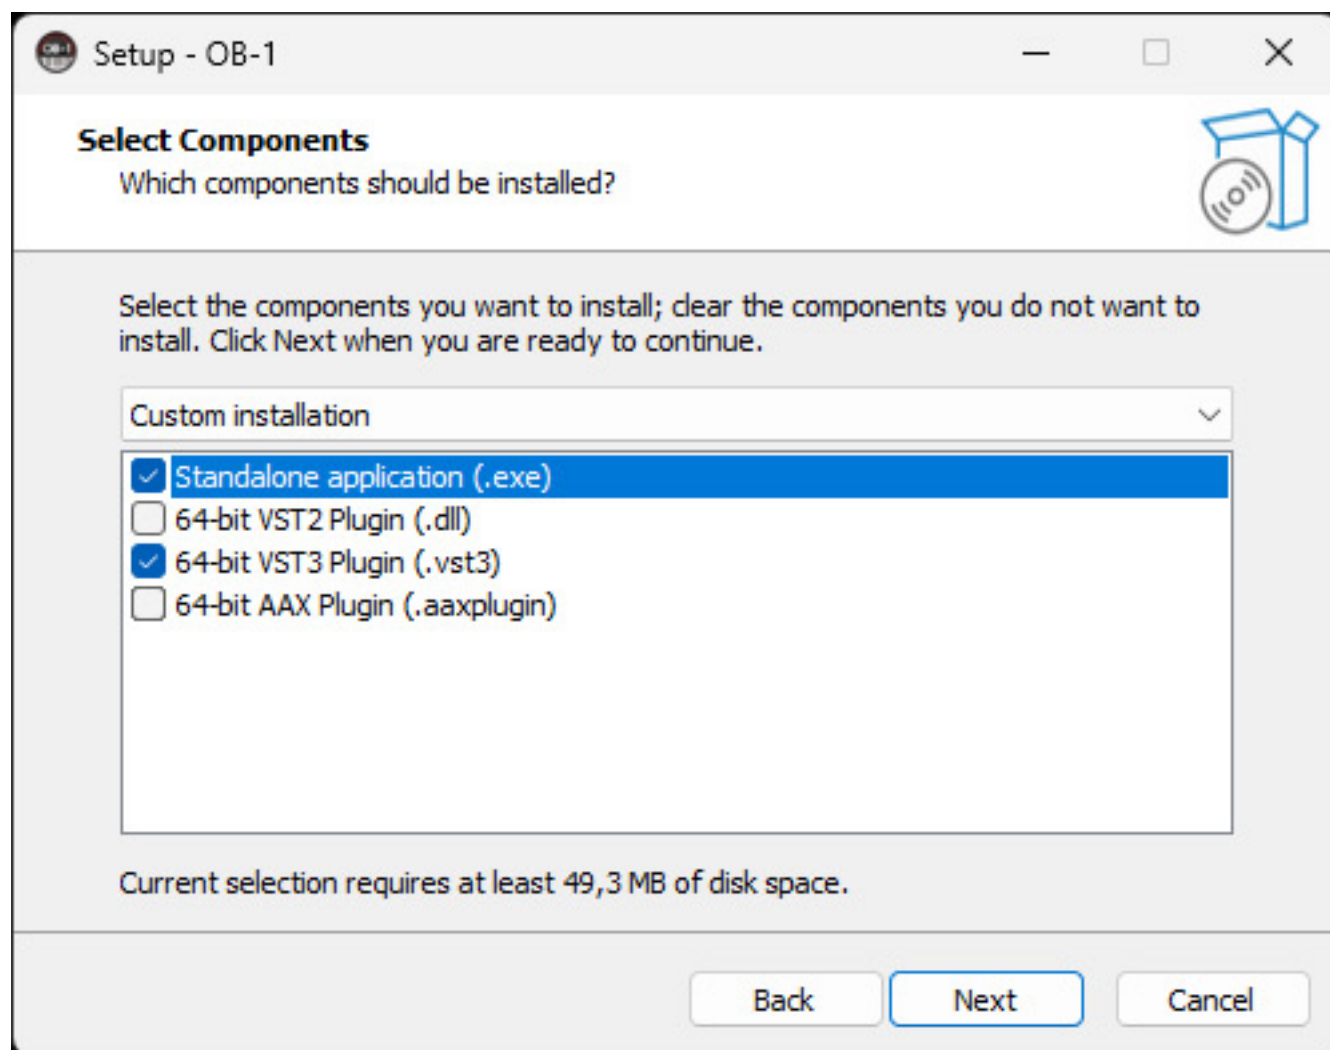 Setup - OB-1
Select Components
Which components should be installed?
Select the components you want to install; clear the components you do not want to
install. Click Next when you are ready to continue.
Custom installation
Standalone application (.exe)
64-bit VST2 Plugin (.dll)
64-bit VST3 Plugin (.vst3)
64-bit AAX Plugin (.aaxplugin)
Current selection requires at least 49,3 MB of disk space.
Back
Next
Cancel